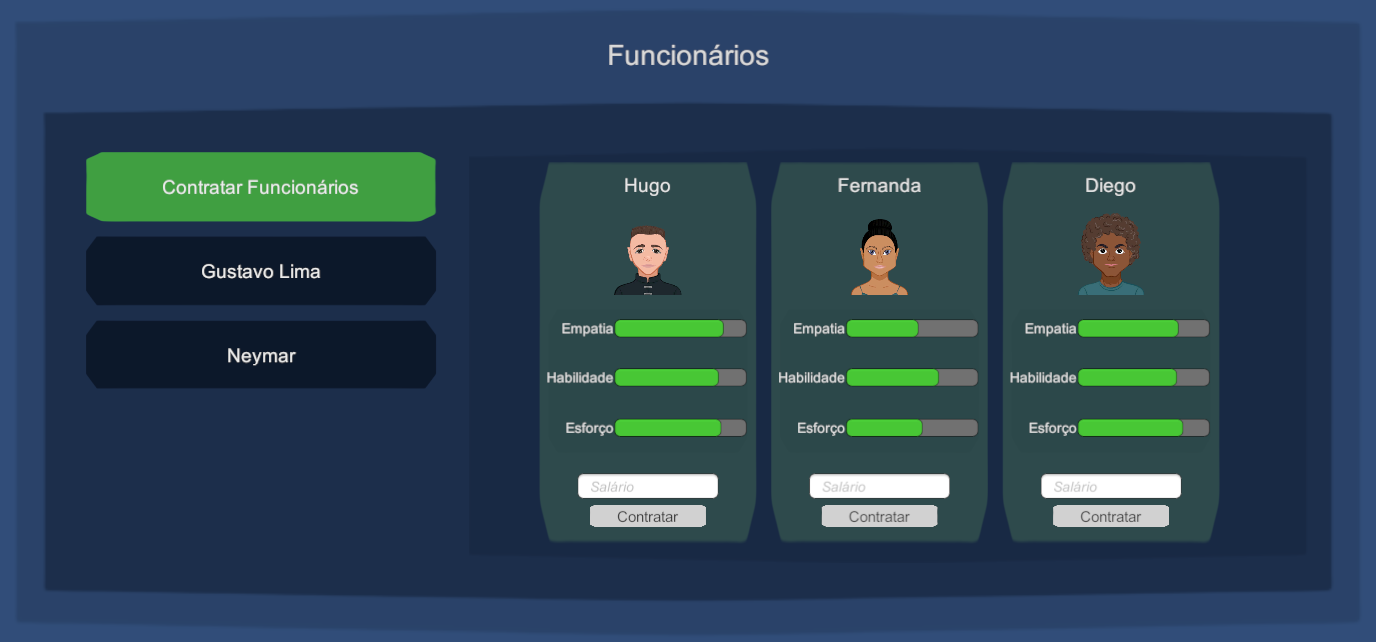 Funcionários
Contratar Funcionários
Gustavo Lima
Neymar
Hugo
Empatia
Habilidade
Esforço
Salário
Contratar
Fernanda
Empatia
Habilidade
Esforço
Salário
Contratar
Diego
Empatia
Habilidade
Esforço
Salário
Contratar